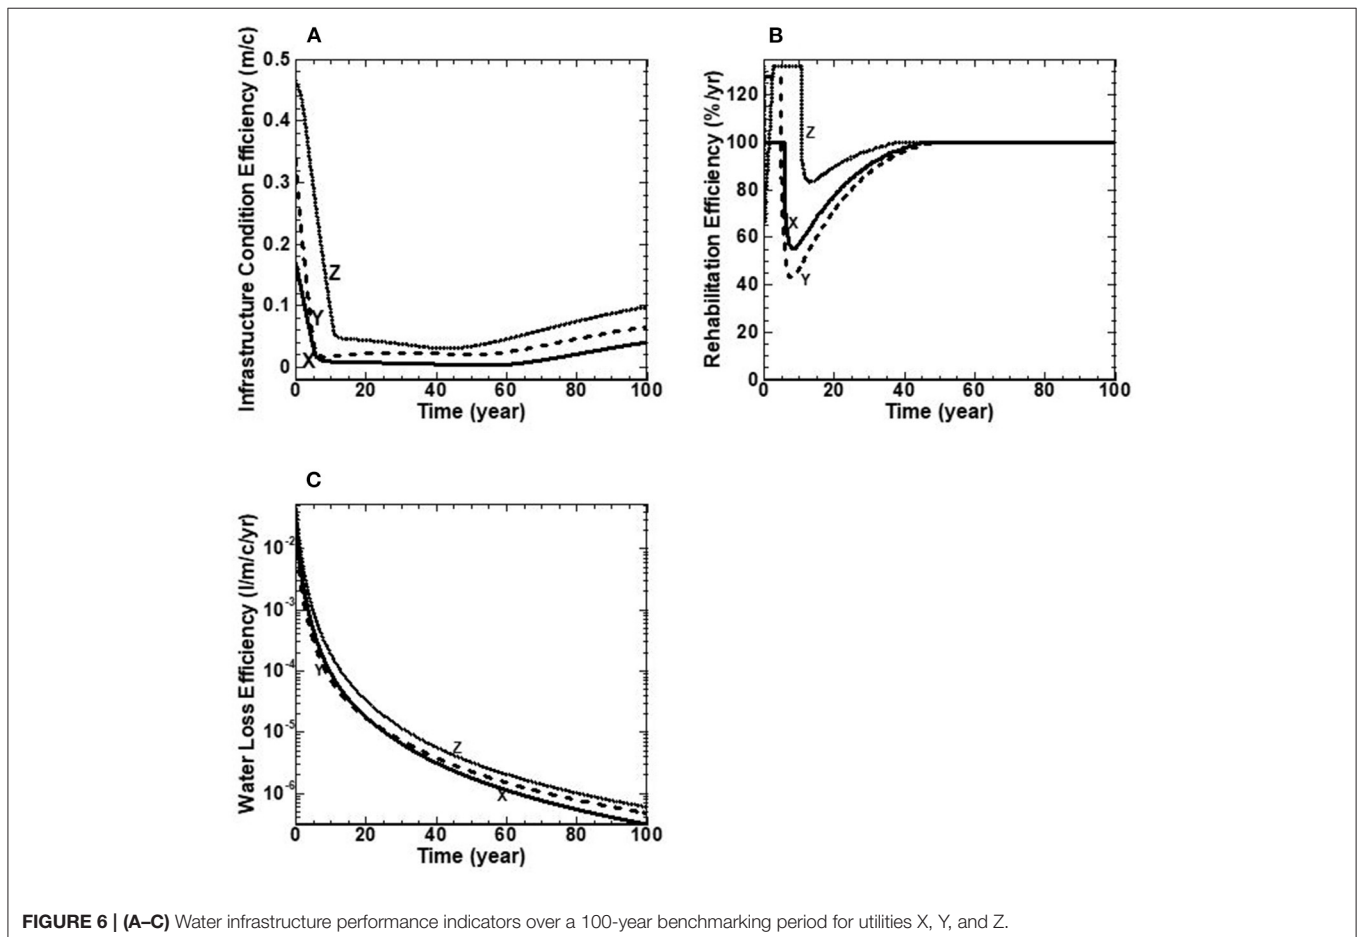 A
Infrastructure Condition Efficiency (m/c)
0.5
0.4
0.3
0.2
0.1
0
Z
Y
X
0 20 40 60 80 100
Time (year)
B
Rehabilitation Efficiency (%/yr)
120
100
80
60
40
20
0
Z
X
Y
0 20 40 60 80 100
Time (year)
C
Water Loss Efficiency (l/m/c/yr)
10-2
10-3
10-4
10-5
10-6
Y
Z
X
0 20 40 60 80 100
Time (year)
FIGURE 6 | (A–C) Water infrastructure performance indicators over a 100-year benchmarking period for utilities X, Y, and Z.